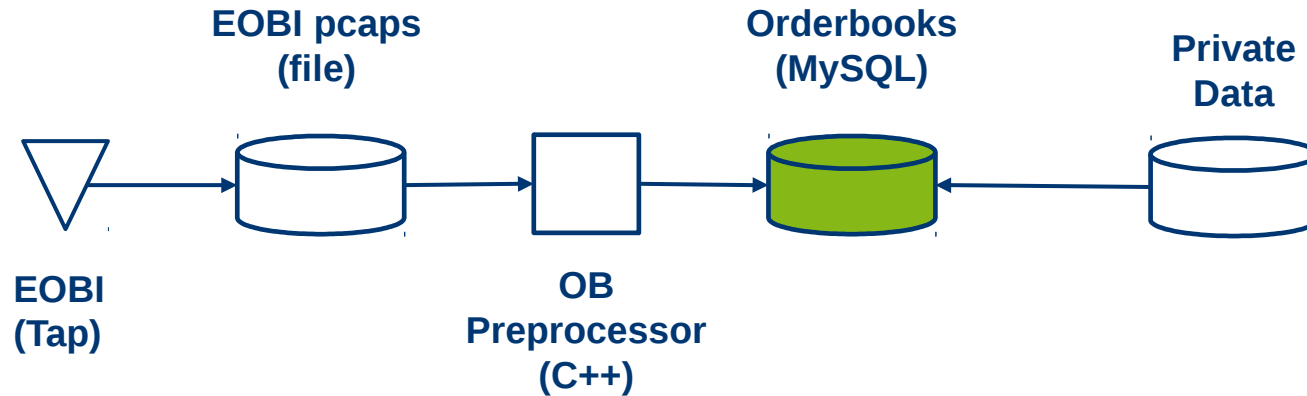 EOBI pcaps
(file)
Orderbooks
(MySQL)
Private
Data
EOBI
(Tap)
OB
Preprocessor
(C++)